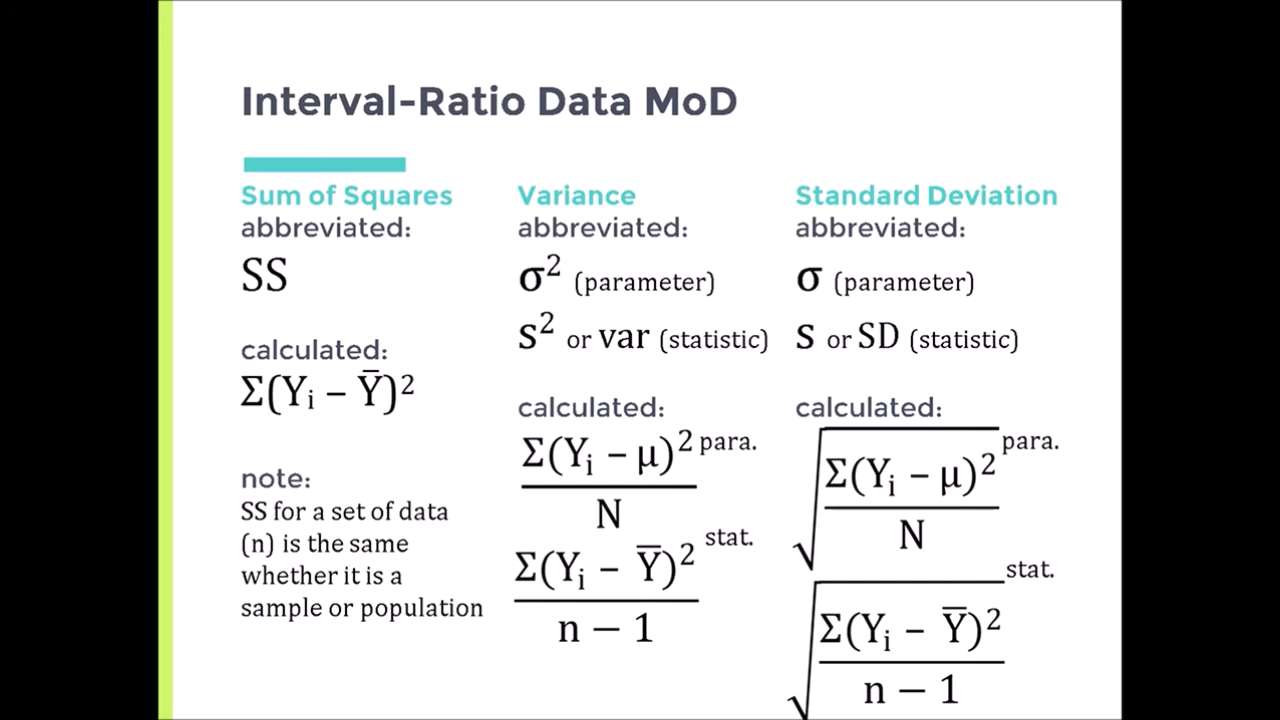 Interval-Ratio Data MoD
Sum of Squares
abbreviated:
SS
calculated:
Σ(Yᵢ – Ȳ)²
note:
SS for a set of data
(n) is the same
whether it is a
sample or population
Variance
abbreviated:
σ² (parameter)
s² or var (statistic)
calculated:
Σ(Yᵢ – μ)² para.
N
Σ(Yᵢ – Ȳ)² stat.
n – 1
Standard Deviation
abbreviated:
σ (parameter)
s or SD (statistic)
calculated:
√ Σ(Yᵢ – μ)² para.
N
√ Σ(Yᵢ – Ȳ)² stat.
n – 1